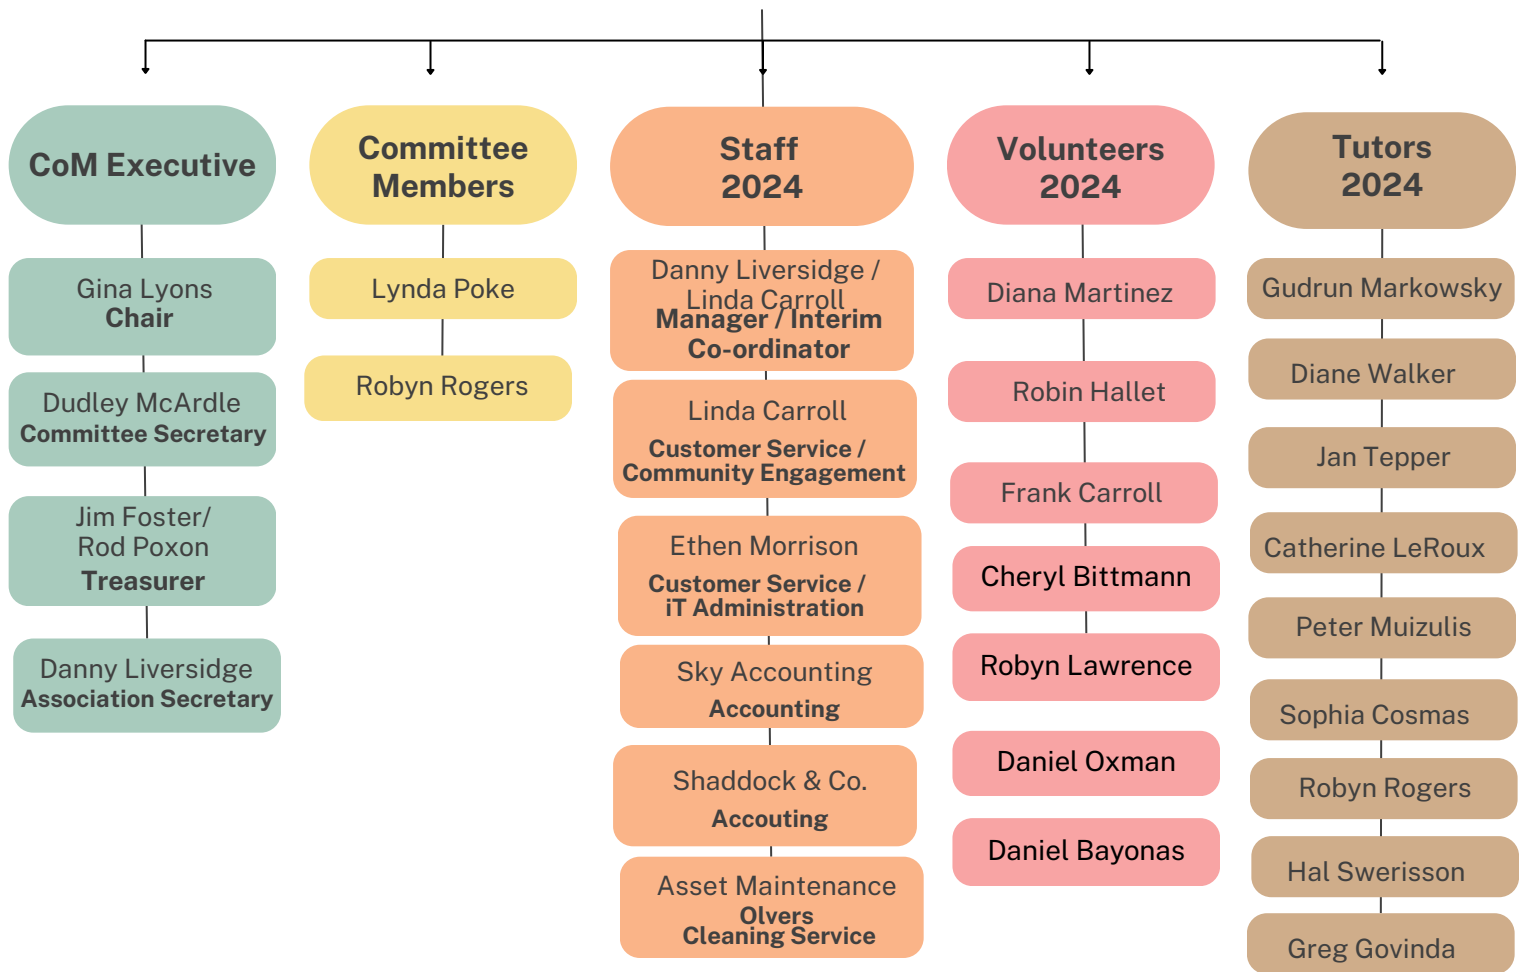 CoM Executive
Gina Lyons
Chair
Dudley McArdle
Committee Secretary
Jim Foster/
Rod Poxon
Treasurer
Danny Liversidge
Association Secretary
Committee
Members
Lynda Poke
Robyn Rogers
Staff
2024
Danny Liversidge /
Linda Carroll
Manager / Interim
Co-ordinator
Linda Carroll
Customer Service /
Community Engagement
Ethen Morrison
Customer Service /
iT Administration
Sky Accounting
Accounting
Shaddock & Co.
Accouting
Asset Maintenance
Olvers
Cleaning Service
Volunteers
2024
Diana Martinez
Robin Hallet
Frank Carroll
Cheryl Bittmann
Robyn Lawrence
Daniel Oxman
Daniel Bayonas
Tutors
2024
Gudrun Markowsky
Diane Walker
Jan Tepper
Catherine LeRoux
Peter Muizulis
Sophia Cosmas
Robyn Rogers
Hal Swerisson
Greg Govinda